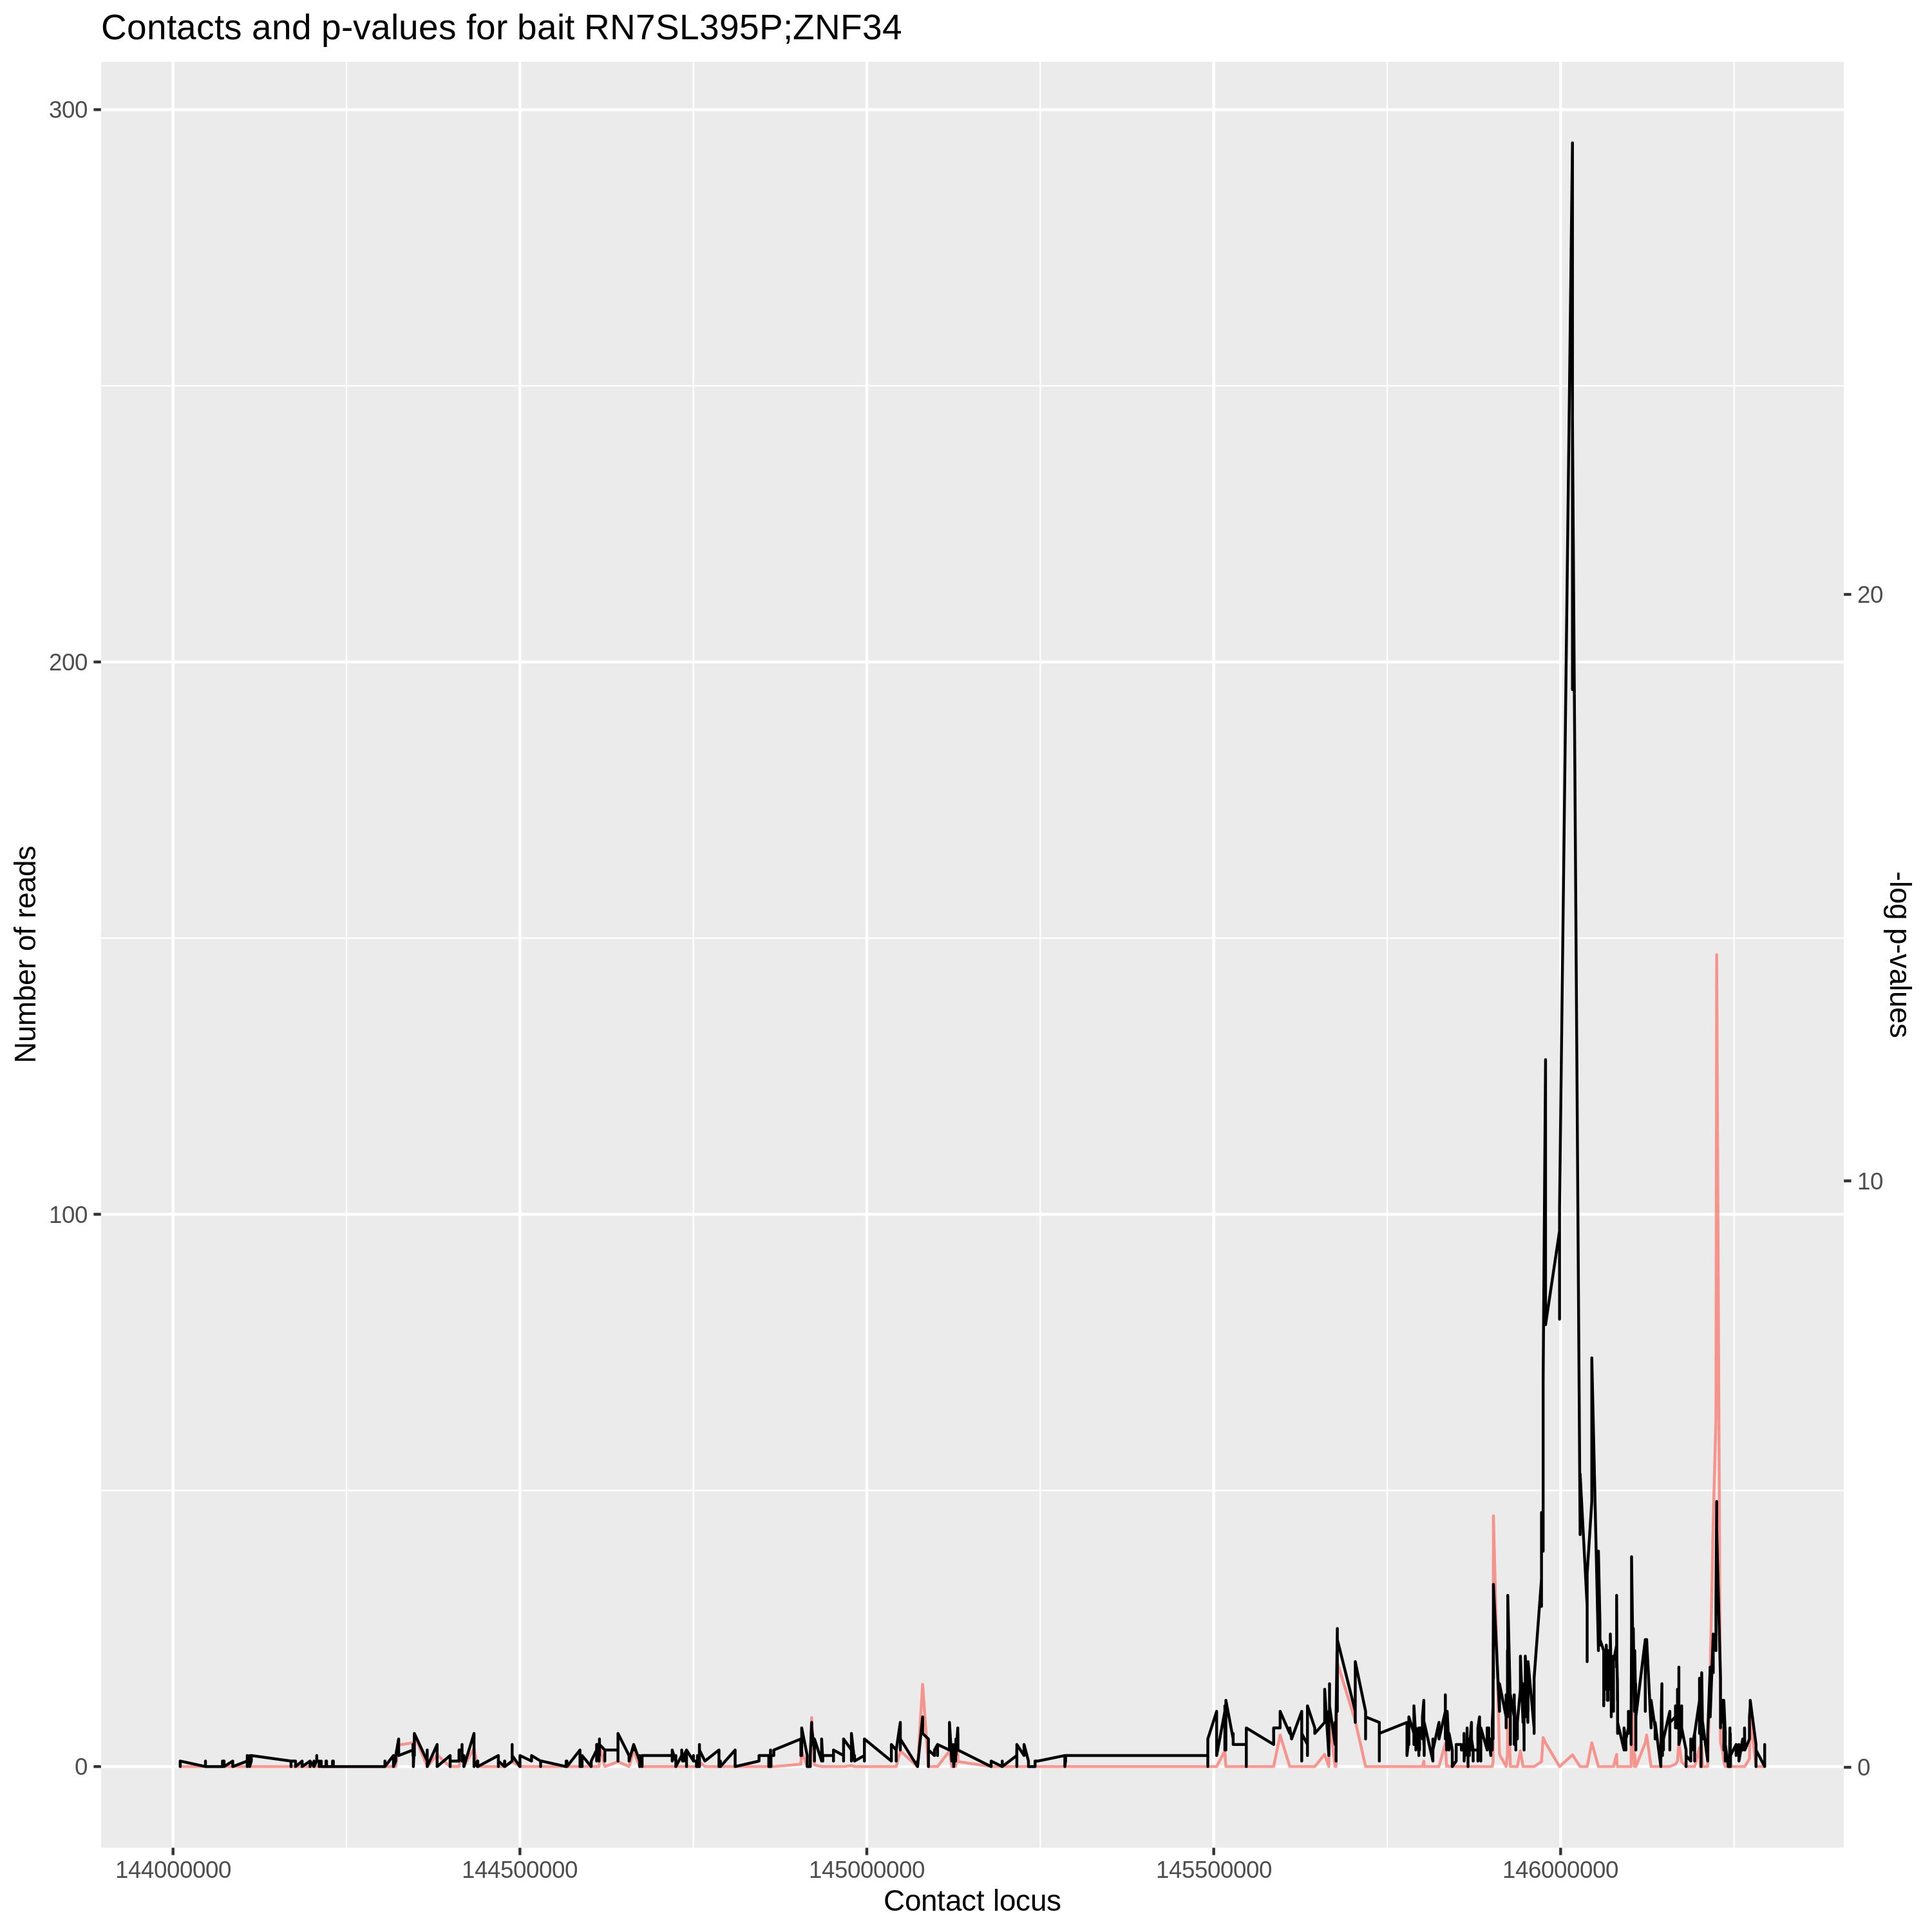 Contacts and p-values for bait RN7SL395P;ZNF34
300
200
100
0
Number of reads
20
10
0
-log p-values
144000000 144500000 145000000 145500000 146000000
Contact locus